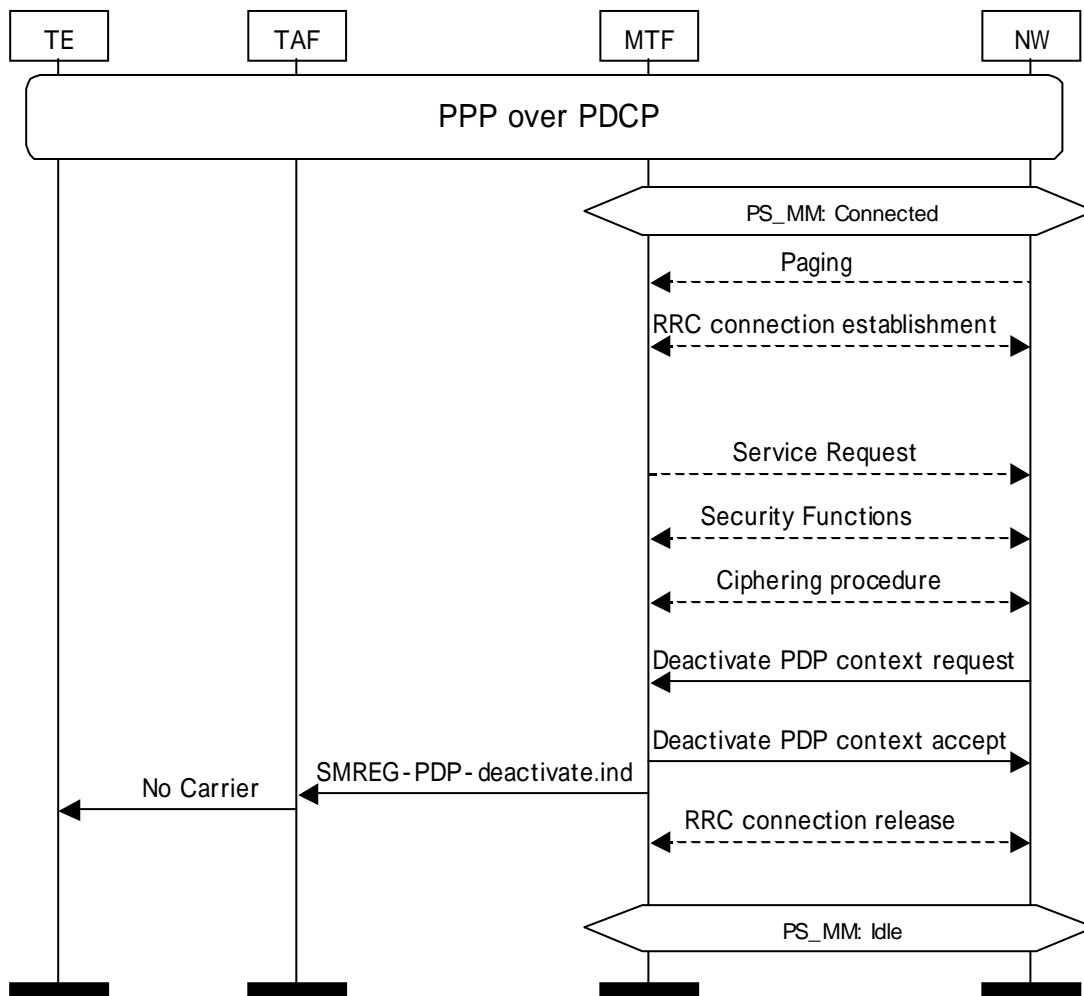 TE
TAF
MTF
NW
PPP over PDCP
PS_MM: Connected
Paging
RRC connection establishment
Service Request
Security Functions
Ciphering procedure
Deactivate PDP context request
Deactivate PDP context accept
SMREG-PDP-deactivate.ind
No Carrier
RRC connection release
PS_MM: Idle